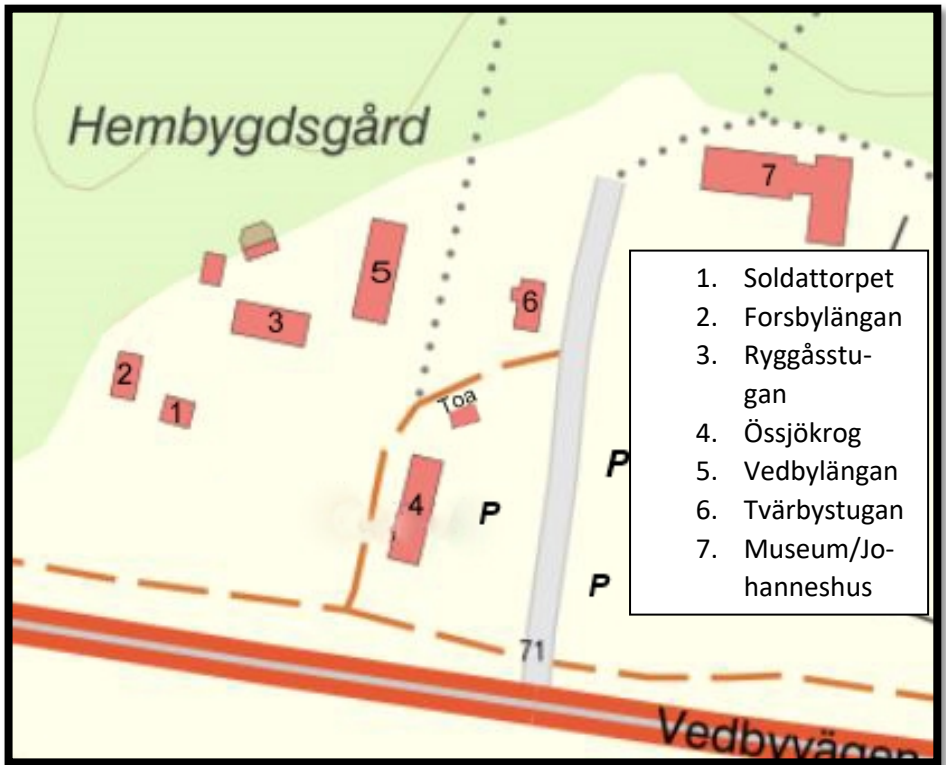 Hembygdsgård
7
5
6
3
2
1
Toa
4
P
P
P
71
Vedbyvägen
1. Soldattorpet
2. Forsbylängan
3. Ryggåsstu-
gan
4. Össjökrog
5. Vedbylängan
6. Tvärbystugan
7. Museum/Jo-
hanneshus